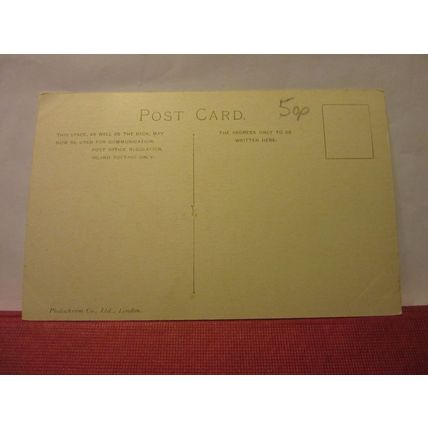 POST CARD.
50p
THIS SPACE, AS WELL AS THE BACK, MAY
NOW BE USED FOR COMMUNICATION.
POST OFFICE REGULATION.
INLAND POSTAGE ONLY.
THE ADDRESS ONLY TO BE
WRITTEN HERE.
Photochrom Co., Ltd., London.